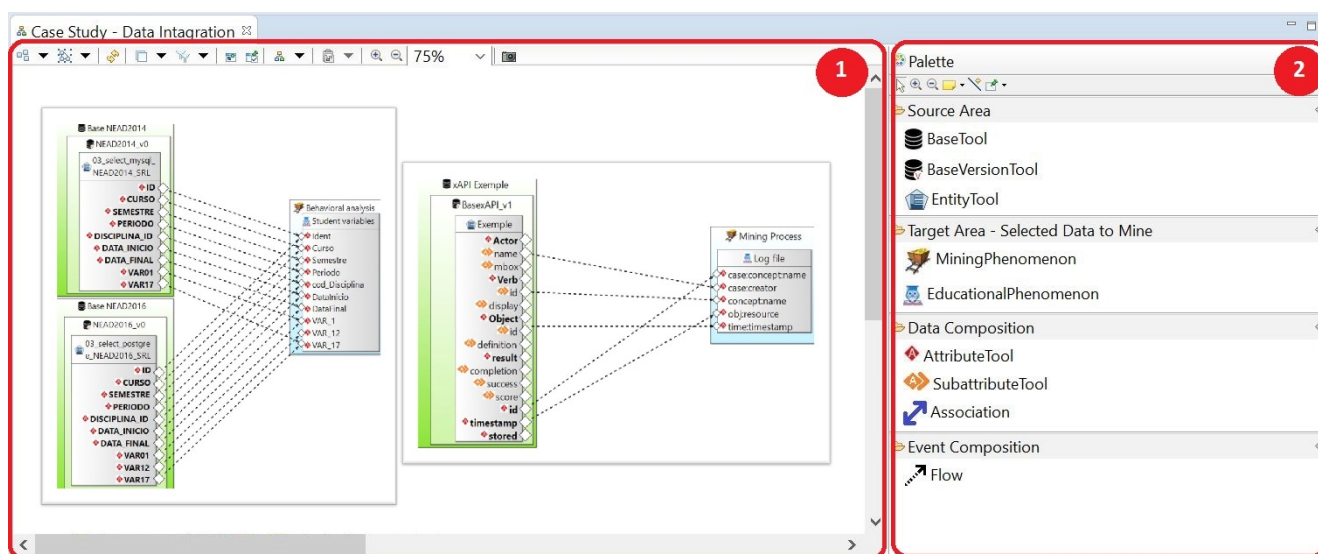 Case Study - Data Intagration
75%
1
Base NEAD2014
NEAD2014_v0
03_select_mysql_
NEAD2014_SRL
ID
CURSO
SEMESTRE
PERIODO
DISCIPLINA_ID
DATA_INICIO
DATA_FINAL
VAR01
VAR17
Base NEAD2016
NEAD2016_v0
03_select_postgr
e_NEAD2016_SRL
ID
CURSO
SEMESTRE
PERIODO
DISCIPLINA_ID
DATA_INICIO
DATA_FINAL
VAR01
VAR12
VAR17
Behavioral analysis
Student variables
Ident
Curso
Semestre
Periodo
cod_Disciplina
DataInicio
DataFinal
VAR_1
VAR_12
VAR_17
xAPI Exemple
BasexAPI_v1
Exemple
Actor
name
mbox
Verb
id
display
Object
id
definition
result
completion
success
score
id
timestamp
stored
Mining Process
Log file
case:concept:name
case:creator
concept:name
obj:resource
time:timestamp
2
Palette
Source Area
BaseTool
BaseVersionTool
EntityTool
Target Area - Selected Data to Mine
MiningPhenomenon
EducationalPhenomenon
Data Composition
AttributeTool
SubattributeTool
Association
Event Composition
Flow